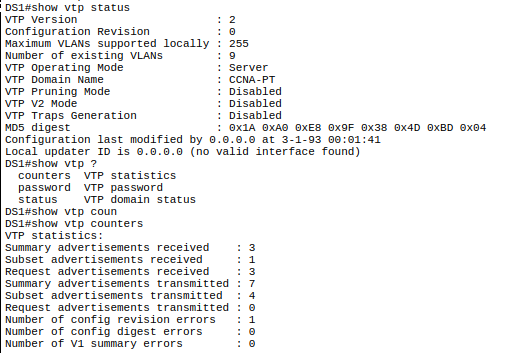 DS1#show vtp status
VTP Version                     : 2
Configuration Revision          : 0
Maximum VLANs supported locally : 255
Number of existing VLANs        : 9
VTP Operating Mode              : Server
VTP Domain Name                 : CCNA-PT
VTP Pruning Mode                : Disabled
VTP V2 Mode                     : Disabled
VTP Traps Generation            : Disabled
MD5 digest                      : 0x1A 0xA0 0xE8 0x9F 0x38 0x4D 0xBD 0x04
Configuration last modified by 0.0.0.0 at 3-1-93 00:01:41
Local updater ID is 0.0.0.0 (no valid interface found)
DS1#show vtp ?
  counters  VTP statistics
  password  VTP password
  status    VTP domain status
DS1#show vtp coun
DS1#show vtp counters
VTP statistics:
Summary advertisements received    : 3
Subset advertisements received     : 1
Request advertisements received    : 3
Summary advertisements transmitted : 7
Subset advertisements transmitted  : 4
Request advertisements transmitted : 0
Number of config revision errors   : 1
Number of config digest errors     : 0
Number of V1 summary errors        : 0